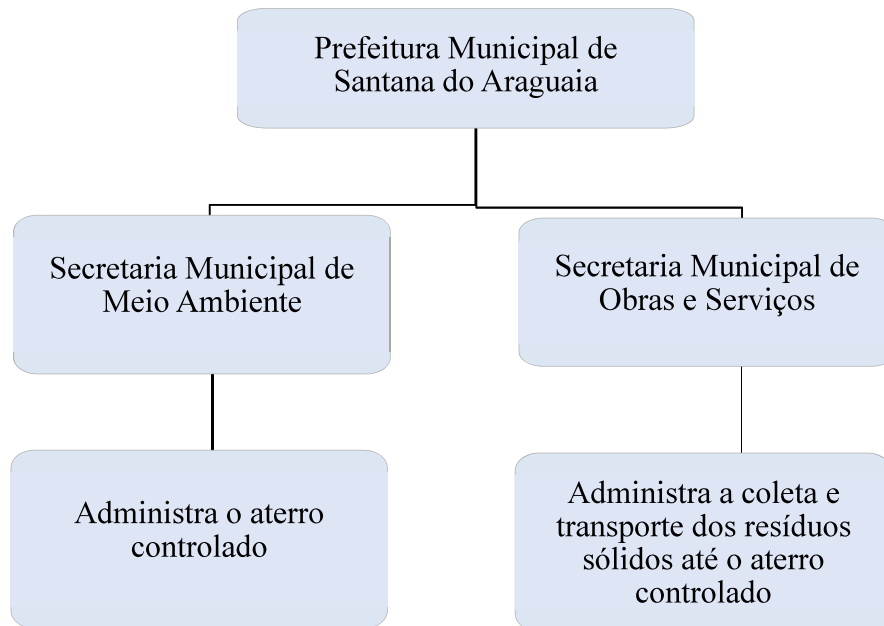 Prefeitura Municipal de
Santana do Araguaia
Secretaria Municipal de
Meio Ambiente
Secretaria Municipal de
Obras e Serviços
Administra o aterro
controlado
Administra a coleta e
transporte dos resíduos
sólidos até o aterro
controlado